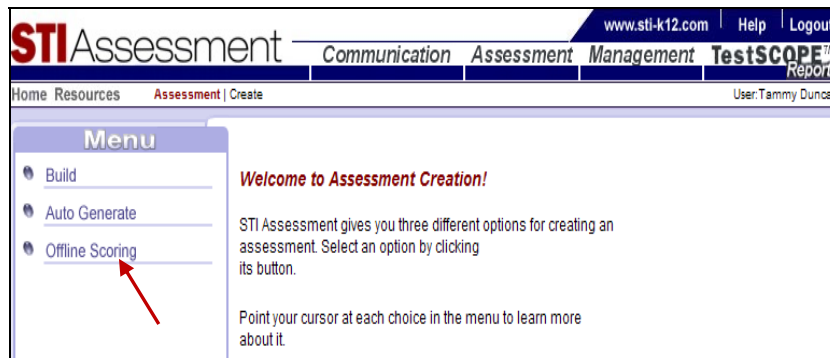 www.sti-k12.com Help Logout
STIAssessment
Communication Assessment Management TestSCOPE
Report
Home Resources Assessment | Create User:Tammy Dunca
Menu
Build
Auto Generate
Offline Scoring
Welcome to Assessment Creation!
STI Assessment gives you three different options for creating an
assessment. Select an option by clicking
its button.
Point your cursor at each choice in the menu to learn more
about it.